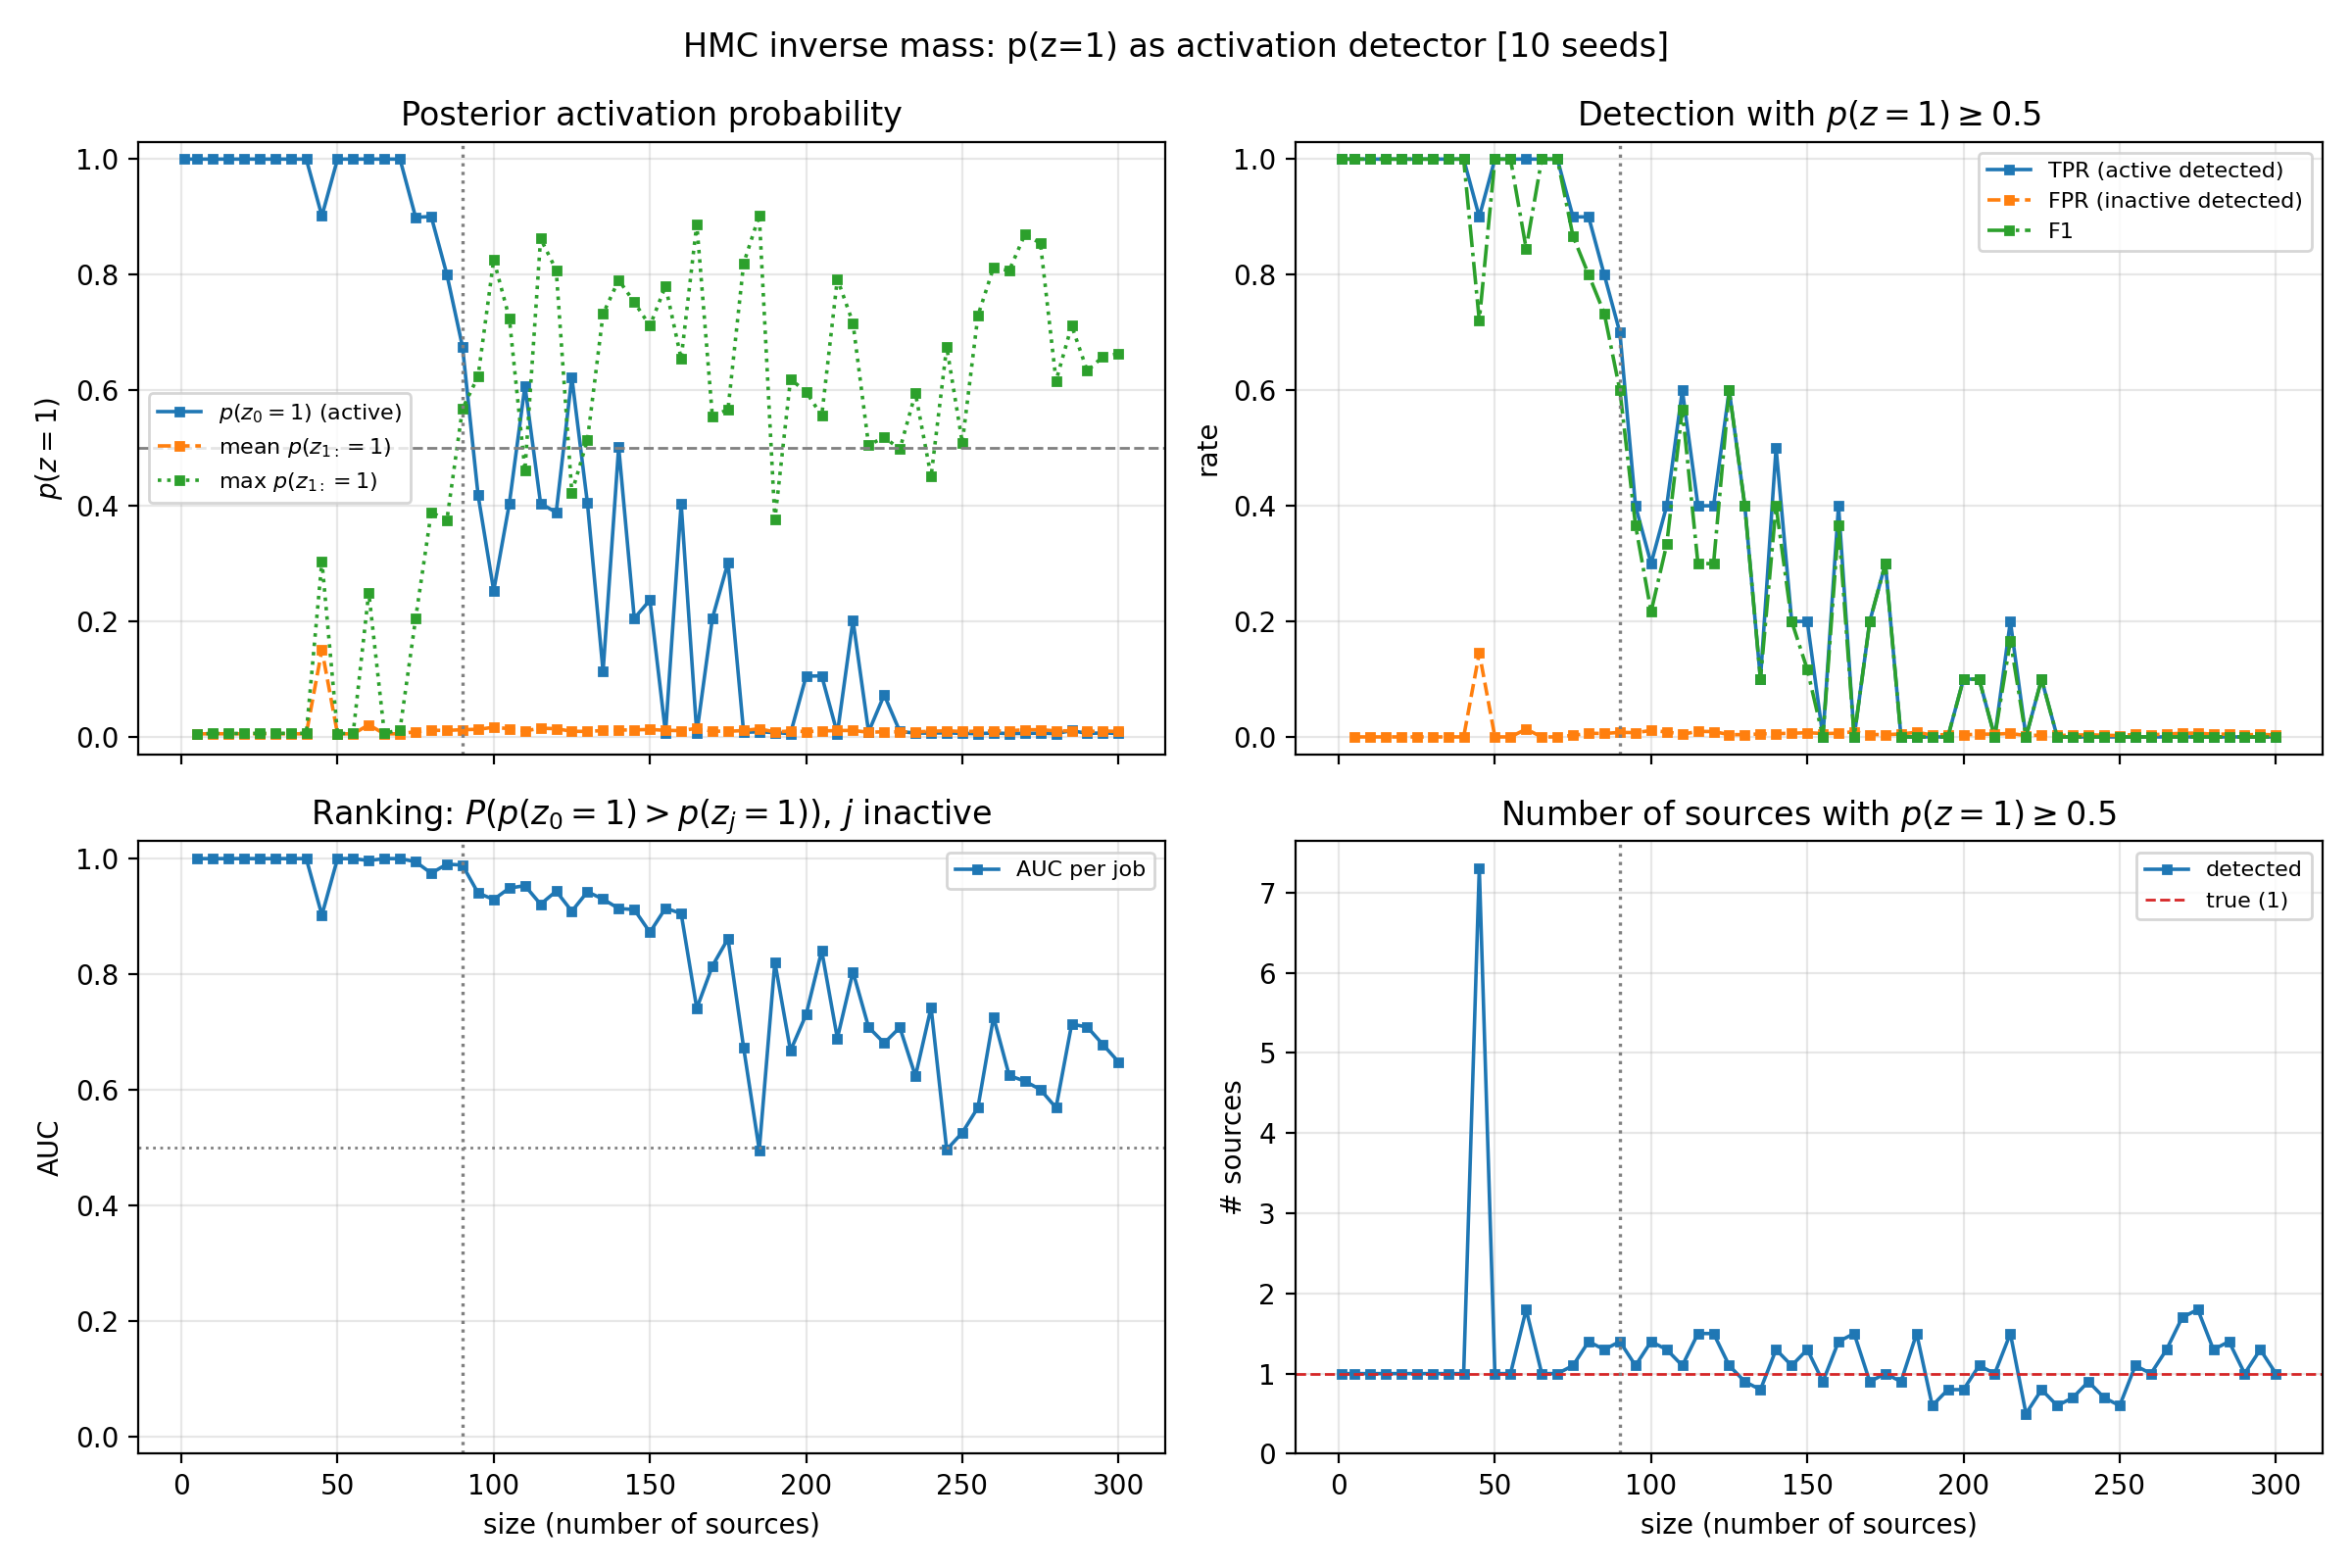 HMC inverse mass: p(z=1) as activation detector [10 seeds]
Posterior activation probability
p(z = 1)
1.0
0.8
0.6
0.4
0.2
0.0
p(z₀ = 1) (active)
mean p(z₁: = 1)
max p(z₁: = 1)
Detection with p(z = 1) ≥ 0.5
rate
1.0
0.8
0.6
0.4
0.2
0.0
TPR (active detected)
FPR (inactive detected)
F1
Ranking: P(p(z₀ = 1) > p(zⱼ = 1)), j inactive
AUC
1.0
0.8
0.6
0.4
0.2
0.0
AUC per job
0 50 100 150 200 250 300
size (number of sources)
Number of sources with p(z = 1) ≥ 0.5
# sources
7
6
5
4
3
2
1
0
detected
true (1)
0 50 100 150 200 250 300
size (number of sources)